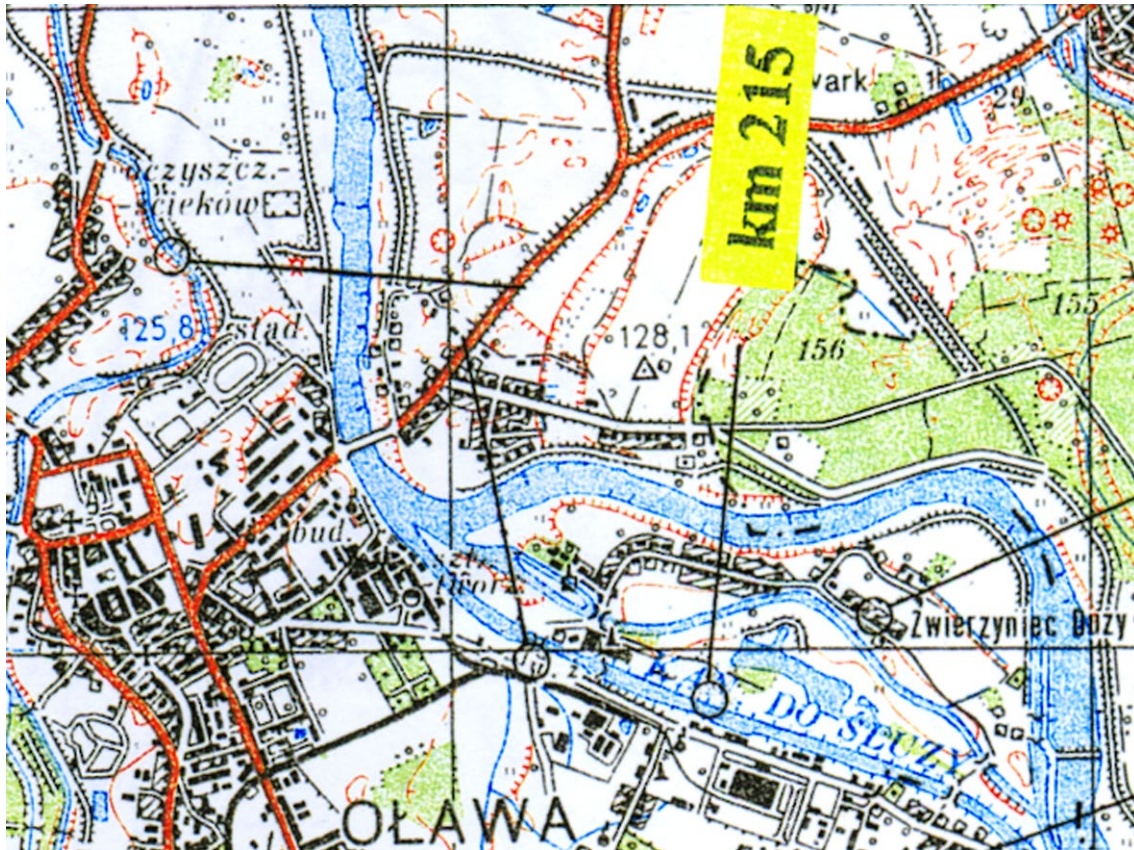 km 215
wark
29
oczyszcz.-
ścieków
125,8
stad.
128,1
156
155
bud.
Zwierzyniec Duży
KAN. DO ŚLUZY
OŁAWA